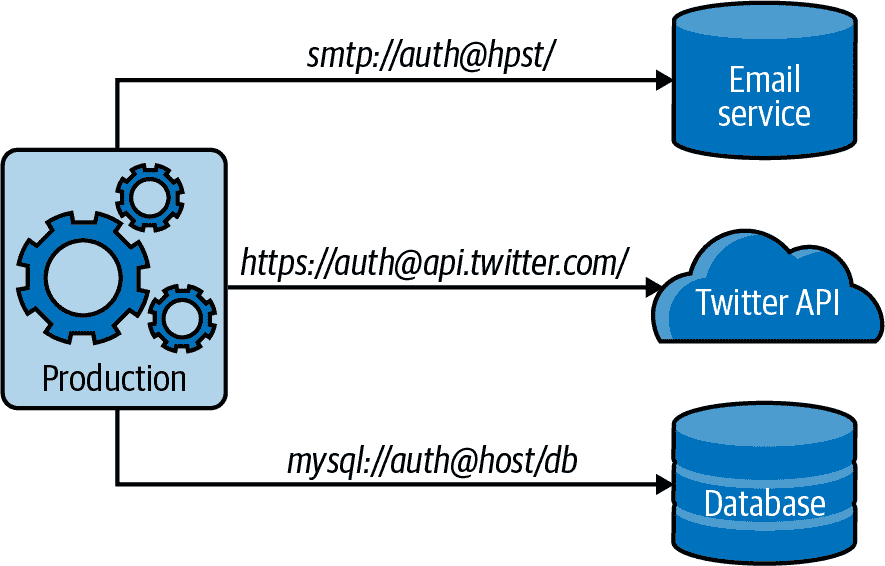 smtp://auth@hpst/
Email
service
https://auth@api.twitter.com/
Twitter API
Production
mysql://auth@host/db
Database